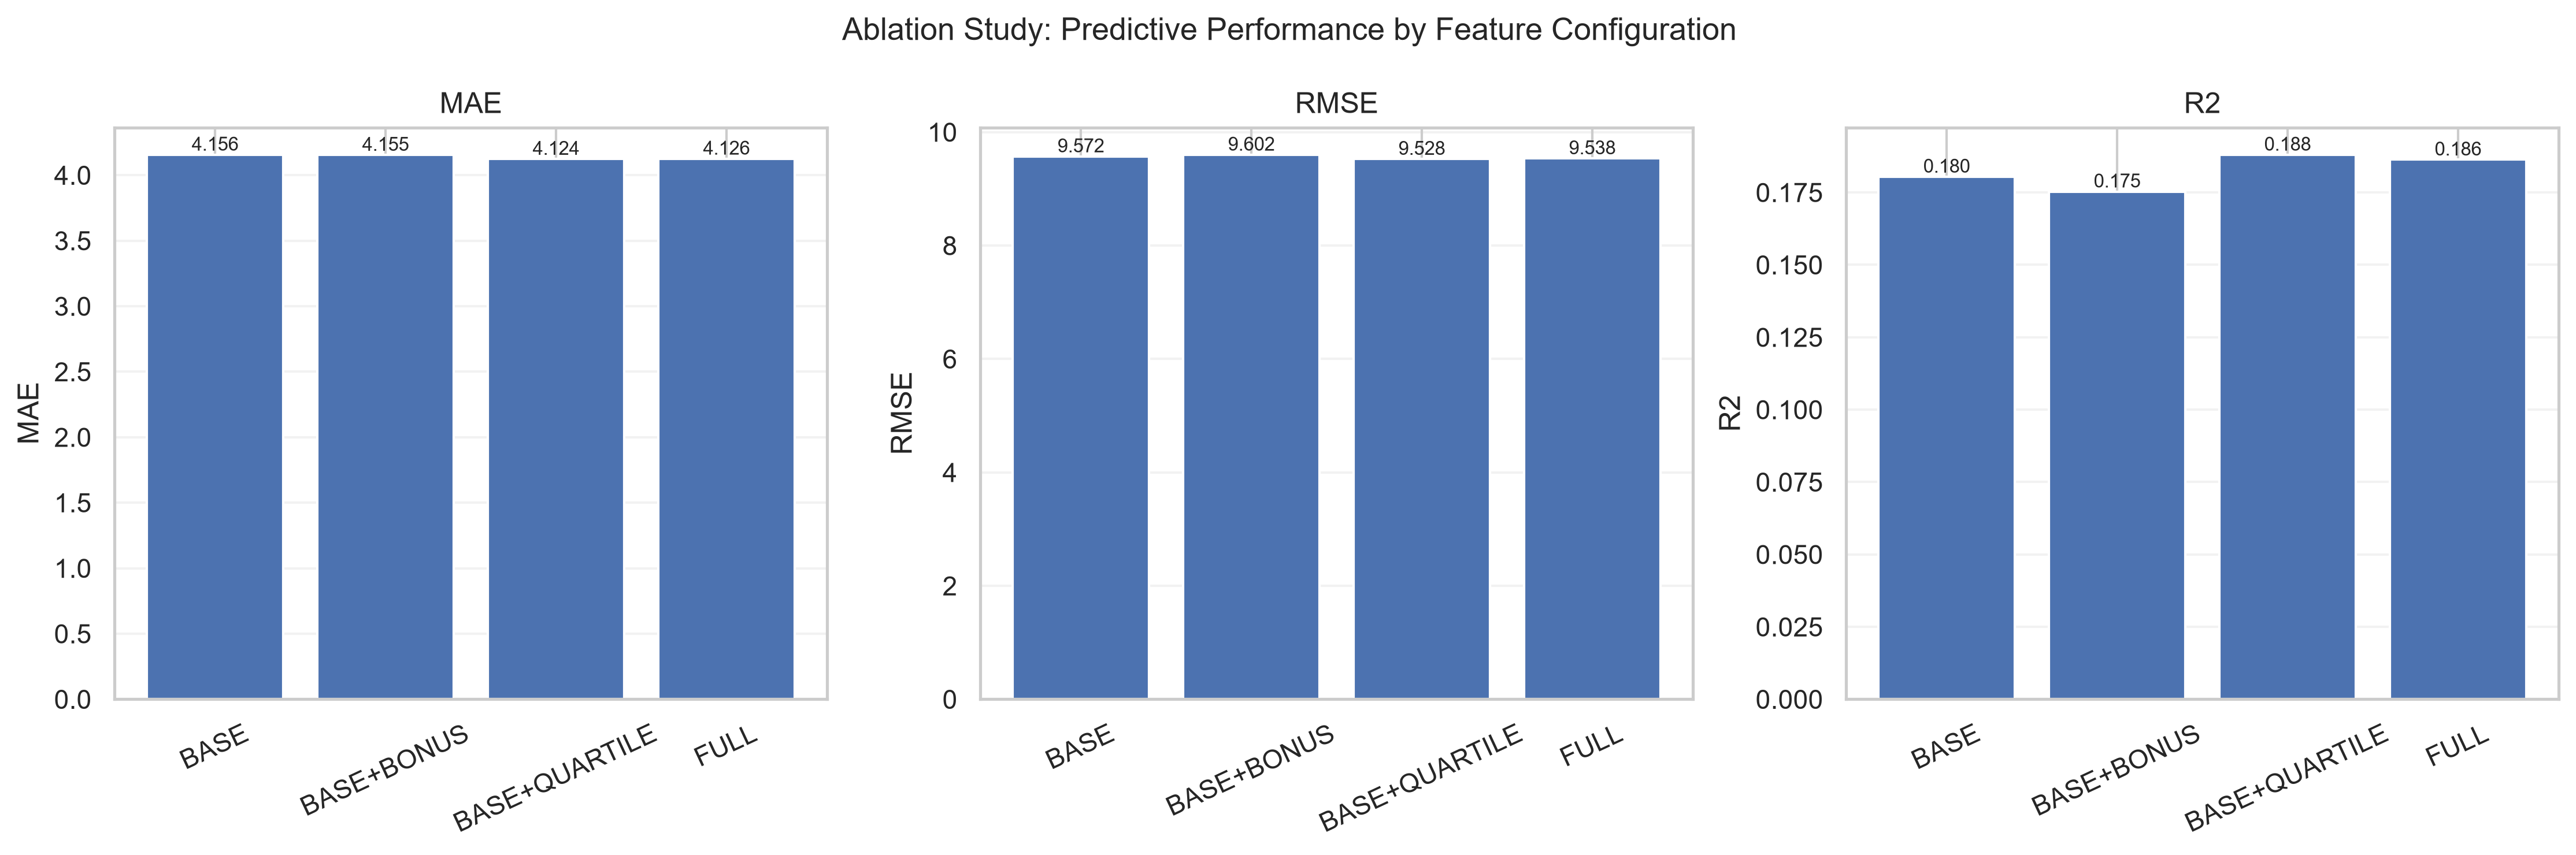 Ablation Study: Predictive Performance by Feature Configuration
MAE
4.156 4.155 4.124 4.126
4.0
3.5
3.0
2.5
2.0
1.5
1.0
0.5
0.0
MAE
BASE BASE+BONUS BASE+QUARTILE FULL
RMSE
9.572 9.602 9.528 9.538
10
8
6
4
2
0
RMSE
BASE BASE+BONUS BASE+QUARTILE FULL
R2
0.180 0.175 0.188 0.186
0.175
0.150
0.125
0.100
0.075
0.050
0.025
0.000
R2
BASE BASE+BONUS BASE+QUARTILE FULL